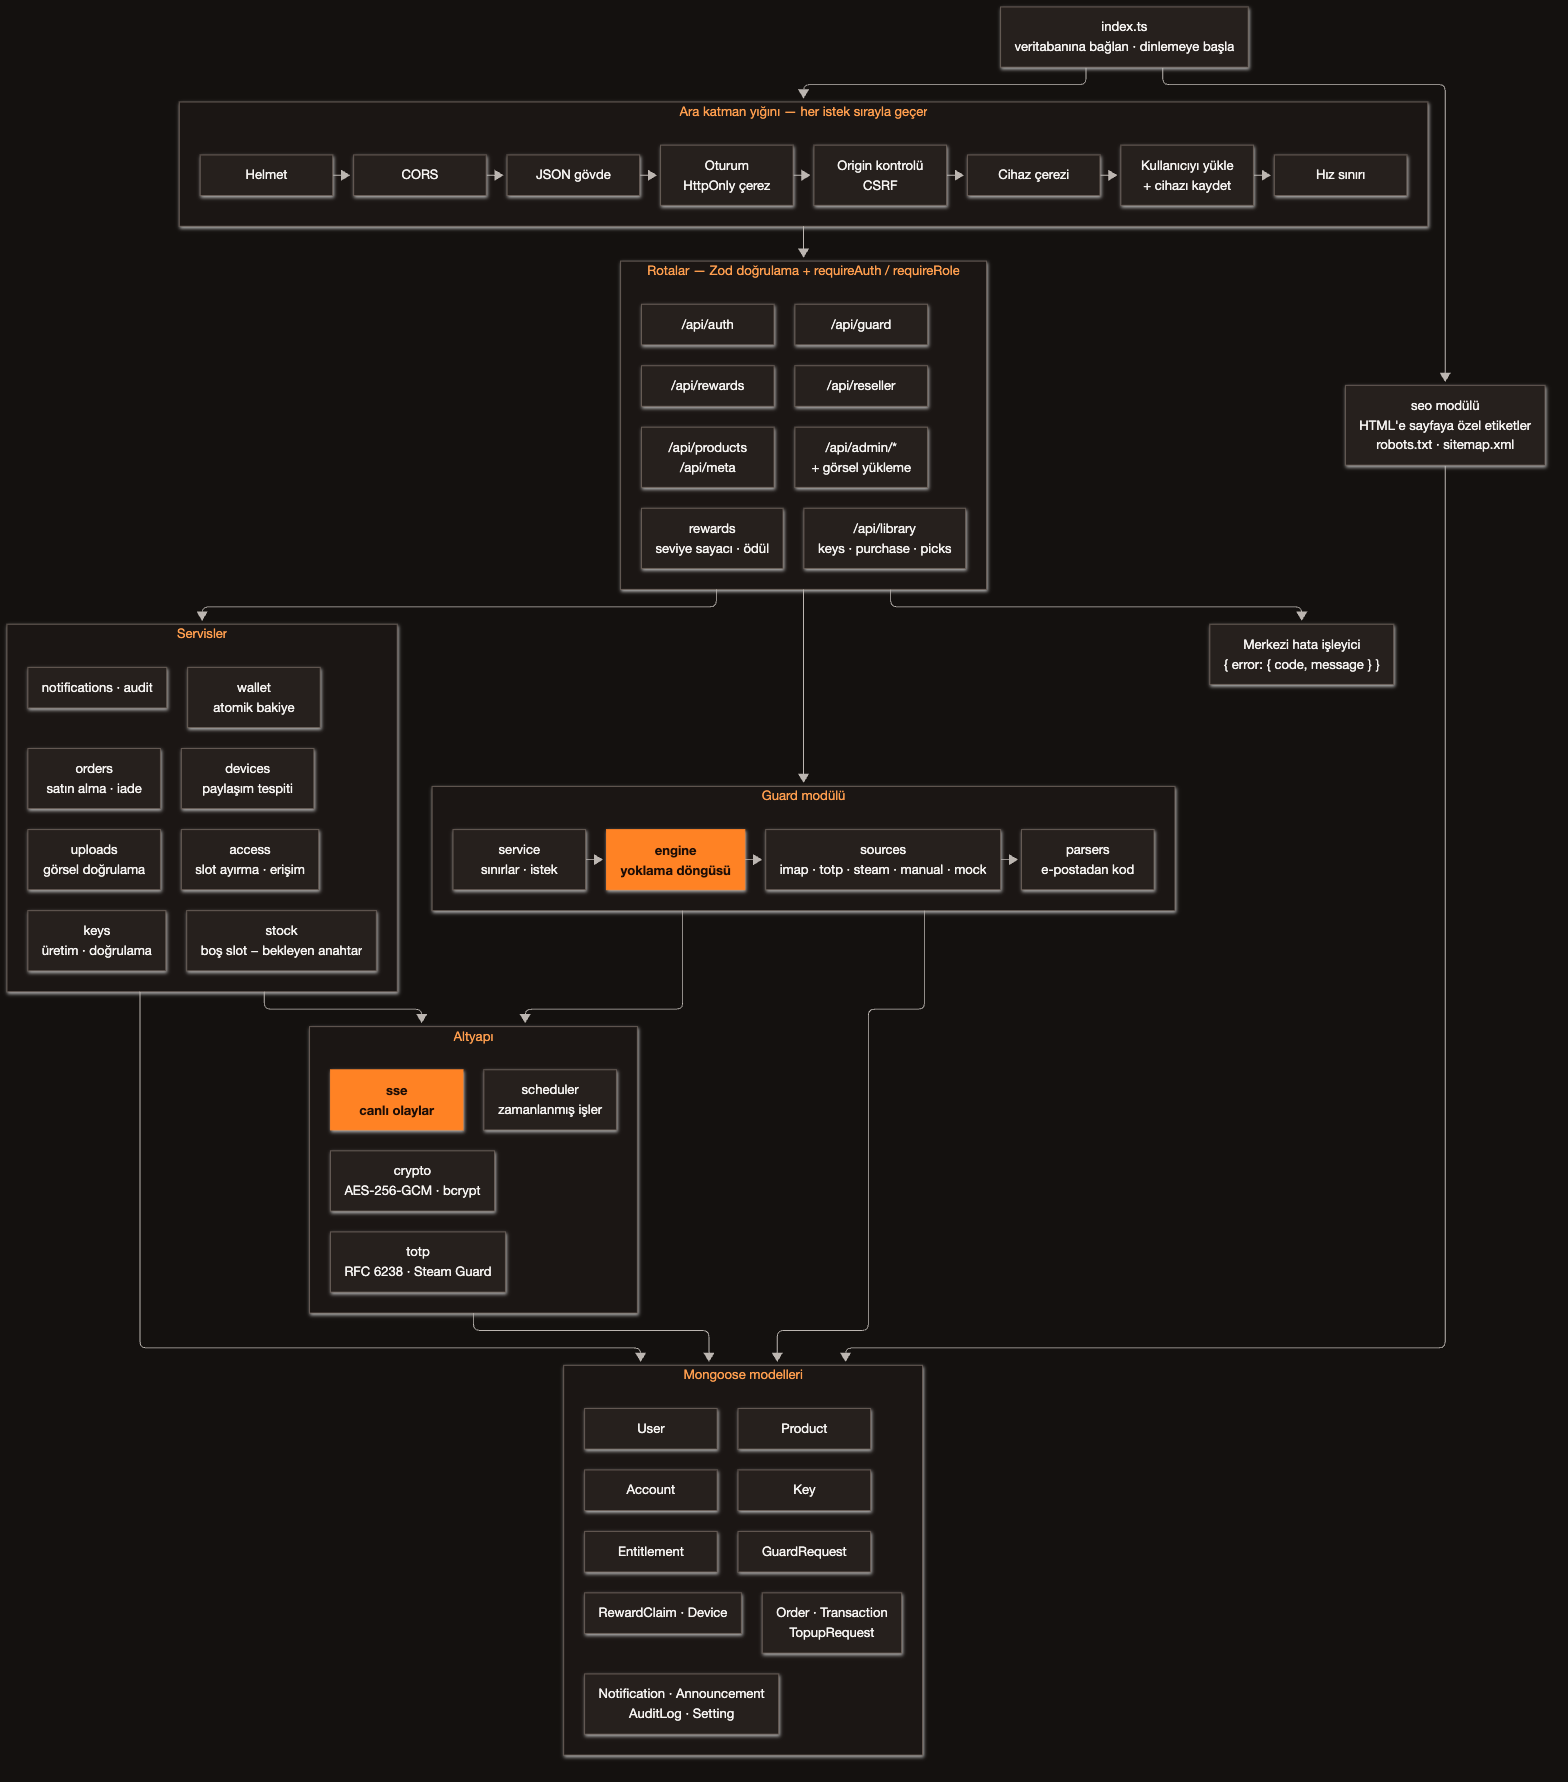 index.ts
veritabanına bağlan · dinlemeye başla
Ara katman yığını — her istek sırayla geçer
Helmet
CORS
JSON gövde
Oturum
HttpOnly çerez
Origin kontrolü
CSRF
Cihaz çerezi
Kullanıcıyı yükle
+ cihazı kaydet
Hız sınırı
Rotalar — Zod doğrulama + requireAuth / requireRole
/api/auth
/api/guard
/api/rewards
/api/reseller
/api/products
/api/meta
/api/admin/*
+ görsel yükleme
rewards
seviye sayacı · ödül
/api/library
keys · purchase · picks
seo modülü
HTML'e sayfaya özel etiketler
robots.txt · sitemap.xml
Servisler
notifications · audit
wallet
atomik bakiye
orders
satın alma · iade
devices
paylaşım tespiti
uploads
görsel doğrulama
access
slot ayırma · erişim
keys
üretim · doğrulama
stock
boş slot − bekleyen anahtar
Merkezi hata işleyici
{ error: { code, message } }
Guard modülü
service
sınırlar · istek
engine
yoklama döngüsü
sources
imap · totp · steam · manual · mock
parsers
e-postadan kod
Altyapı
sse
canlı olaylar
scheduler
zamanlanmış işler
crypto
AES-256-GCM · bcrypt
totp
RFC 6238 · Steam Guard
Mongoose modelleri
User
Product
Account
Key
Entitlement
GuardRequest
RewardClaim · Device
Order · Transaction
TopupRequest
Notification · Announcement
AuditLog · Setting